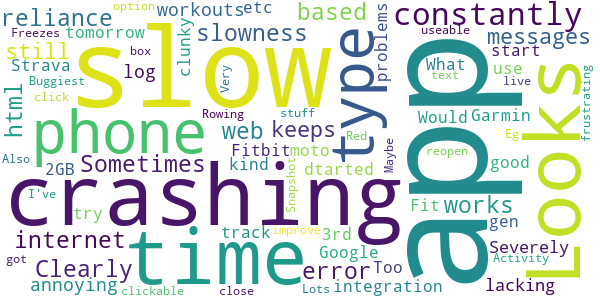 option workouts etc based constantly
reliance
Freezes tomorrow slowness messages
still box problems useable
Strava clunky log What start
Buggiest slow type app Looks use live
html click Very Would text
phone Rowing stuff Garmin frustrating
web keeps Red
Sometimes Fitbit moto Eg reopen good
Also 2GB kind Snapshot Maybe
crashing dtarted
I've try Fit works
internet time track 3rd gen
got error Google Severely
Clearly Too improve Activity
annoying clickable close Lots integration lacking